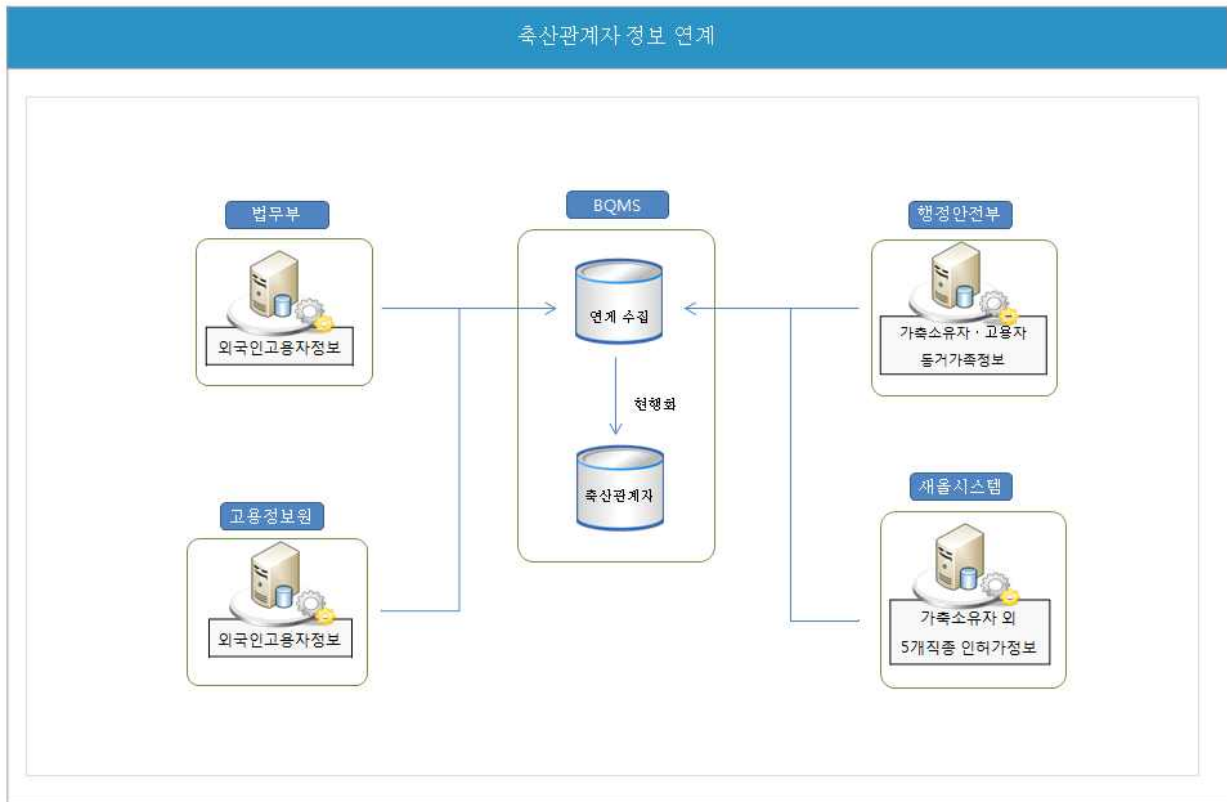 축산관계자 정보 연계
법무부
외국인고용자정보
고용정보원
외국인고용자정보
BQMS
연계 수집
현행화
축산관계자
행정안전부
가축소유자 · 고용자
동거가족정보
새올시스템
가축소유자 외
5개직종 인허가정보